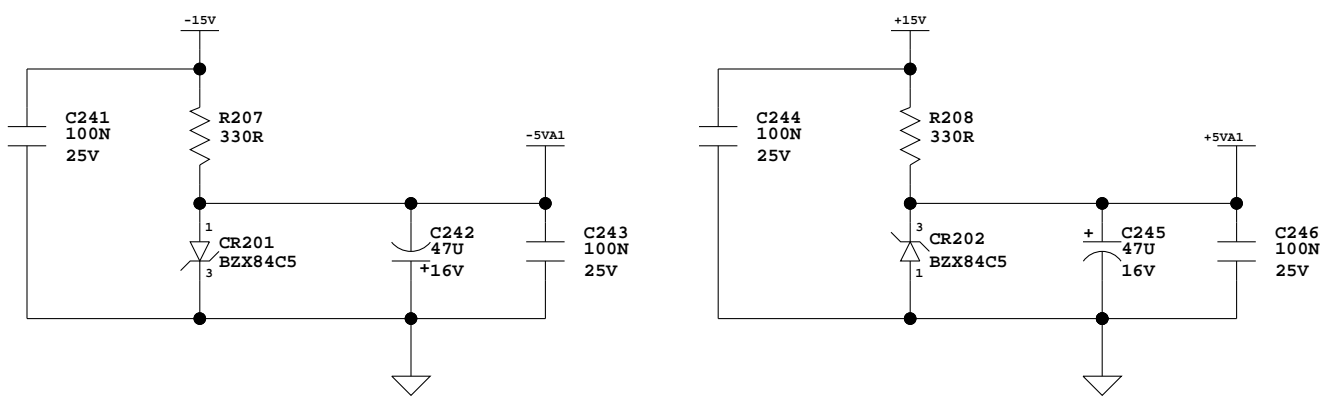 -15V
C241
100N
25V
R207
330R
-5VA1
1
CR201
BZX84C5
3
C242
47U
+16V
C243
100N
25V
+15V
C244
100N
25V
R208
330R
+5VA1
3
CR202
BZX84C5
1
+
C245
47U
16V
C246
100N
25V